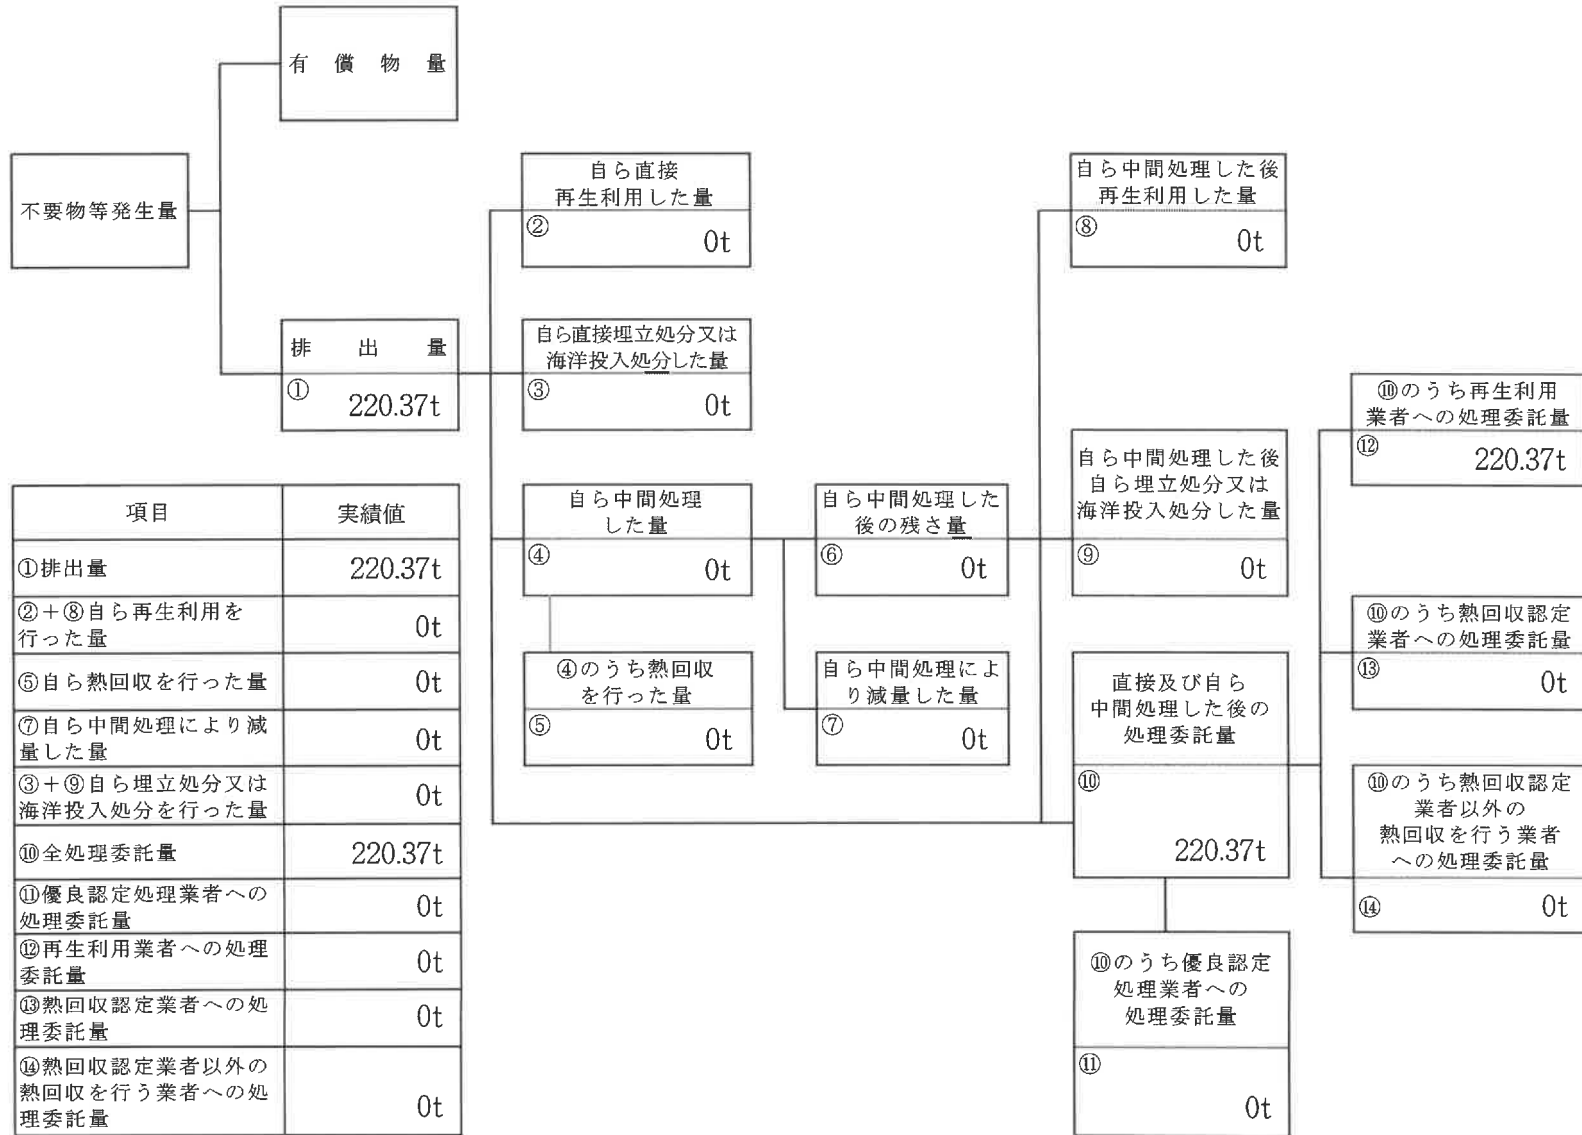 有償物量
不要物等発生量
排出量
①
220.37t
自ら直接
再生利用した量
②
0t
自ら直接埋立処分又は
海洋投入処分した量
③
0t
自ら中間処理
した量
④
0t
④のうち熱回収
を行った量
⑤
0t
自ら中間処理した
後の残さ量
⑥
0t
自ら中間処理によ
り減量した量
⑦
0t
自ら中間処理した後
再生利用した量
⑧
0t
自ら中間処理した後
自ら埋立処分又は
海洋投入処分した量
⑨
0t
直接及び自ら
中間処理した後の
処理委託量
⑩
220.37t
⑩のうち優良認定
処理業者への
処理委託量
⑪
0t
⑩のうち再生利用
業者への処理委託量
⑫
220.37t
⑩のうち熱回収認定
業者への処理委託量
⑬
0t
⑩のうち熱回収認定
業者以外の
熱回収を行う業者
への処理委託量
⑭
0t
項目 実績値
①排出量 220.37t
②+⑧自ら再生利用を
行った量 0t
⑤自ら熱回収を行った量 0t
⑦自ら中間処理により減
量した量 0t
③+⑨自ら埋立処分又は
海洋投入処分を行った量 0t
⑩全処理委託量 220.37t
⑪優良認定処理業者への
処理委託量 0t
⑫再生利用業者への処理
委託量 0t
⑬熱回収認定業者への処
理委託量 0t
⑭熱回収認定業者以外の
熱回収を行う業者への処
理委託量 0t